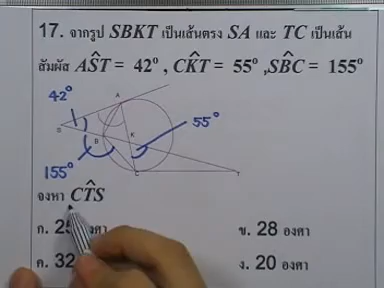 17. จากรูป SBKT เป็นเส้นตรง SA และ TC เป็นเส้น
สัมผัส AŜT = 42° , CK̂T = 55° ,SB̂C = 155°
42°
A
55°
S
B
K
155°
C
T
จงหา CT̂S
ก. 25 องศา
ข. 28 องศา
ค. 32
ง. 20 องศา